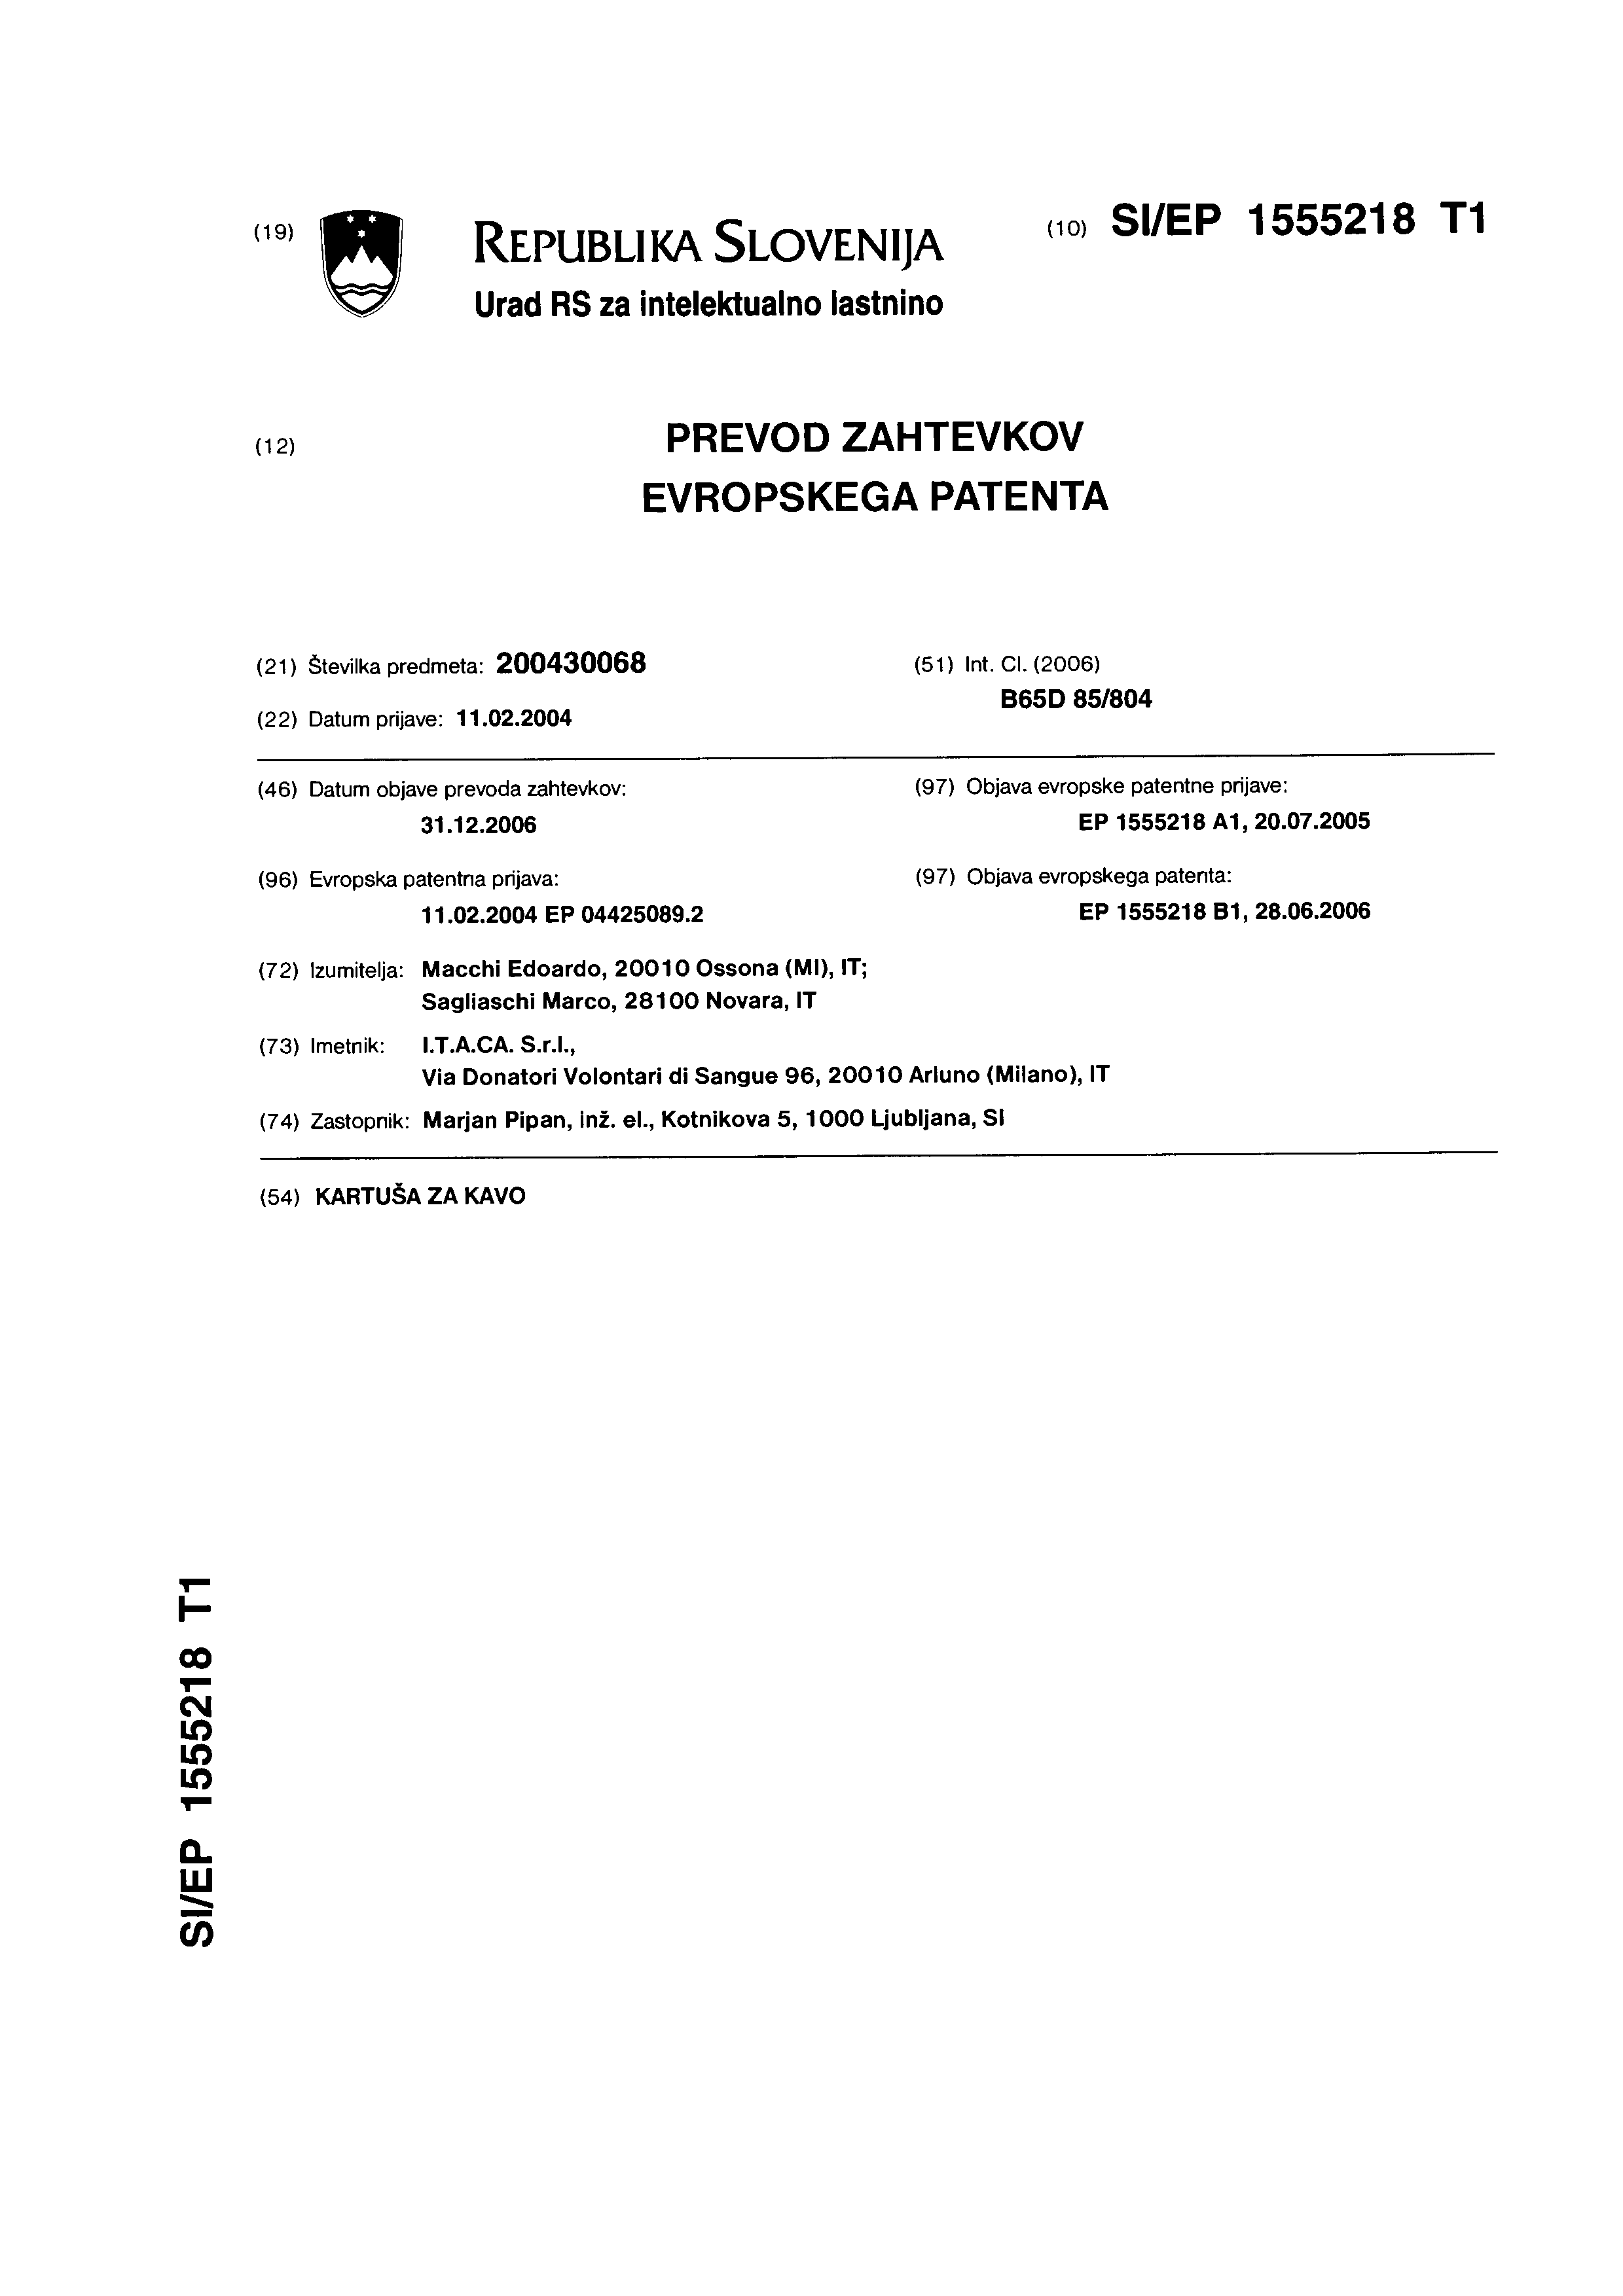 (19)
REPUBLIKA SLOVENIJA
Urad RS za intelektualno lastnino
(10) SI/EP 1555218 T1
(12)
PREVOD ZAHTEVKOV
EVROPSKEGA PATENTA
(21) Številka predmeta: 200430068
(22) Datum prijave: 11.02.2004
(51) Int. Cl. (2006)
B65D 85/804
(46) Datum objave prevoda zahtevkov:
31.12.2006
(97) Objava evropske patentne prijave:
EP 1555218 A1, 20.07.2005
(96) Evropska patentna prijava:
11.02.2004 EP 04425089.2
(97) Objava evropskega patenta:
EP 1555218 B1, 28.06.2006
(72) Izumitelja: Macchi Edoardo, 20010 Ossona (MI), IT;
Sagliaschi Marco, 28100 Novara, IT
(73) Imetnik: I.T.A.CA. S.r.l.,
Via Donatori Volontari di Sangue 96, 20010 Arluno (Milano), IT
(74) Zastopnik: Marjan Pipan, inž. el., Kotnikova 5, 1000 Ljubljana, SI
(54) KARTUŠA ZA KAVO
SI/EP 1555218 T1